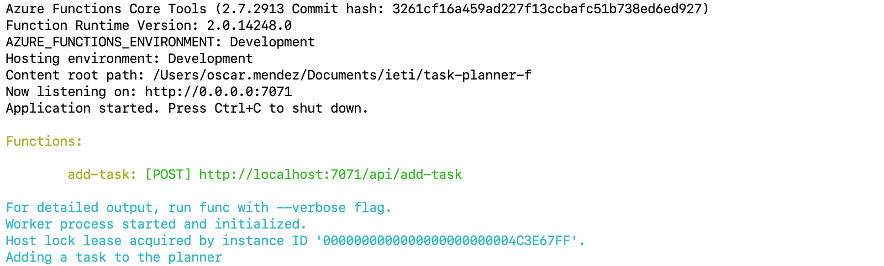 Azure Functions Core Tools (2.7.2913 Commit hash: 3261cf16a459ad227f13ccbafc51b738ed6ed927)
Function Runtime Version: 2.0.14248.0
AZURE_FUNCTIONS_ENVIRONMENT: Development
Hosting environment: Development
Content root path: /Users/oscar.mendez/Documents/ieti/task-planner-f
Now listening on: http://0.0.0.0:7071
Application started. Press Ctrl+C to shut down.
Functions:
add-task: [POST] http://localhost:7071/api/add-task
For detailed output, run func with --verbose flag.
Worker process started and initialized.
Host lock lease acquired by instance ID '0000000000000000000000004C3E67FF'.
Adding a task to the planner